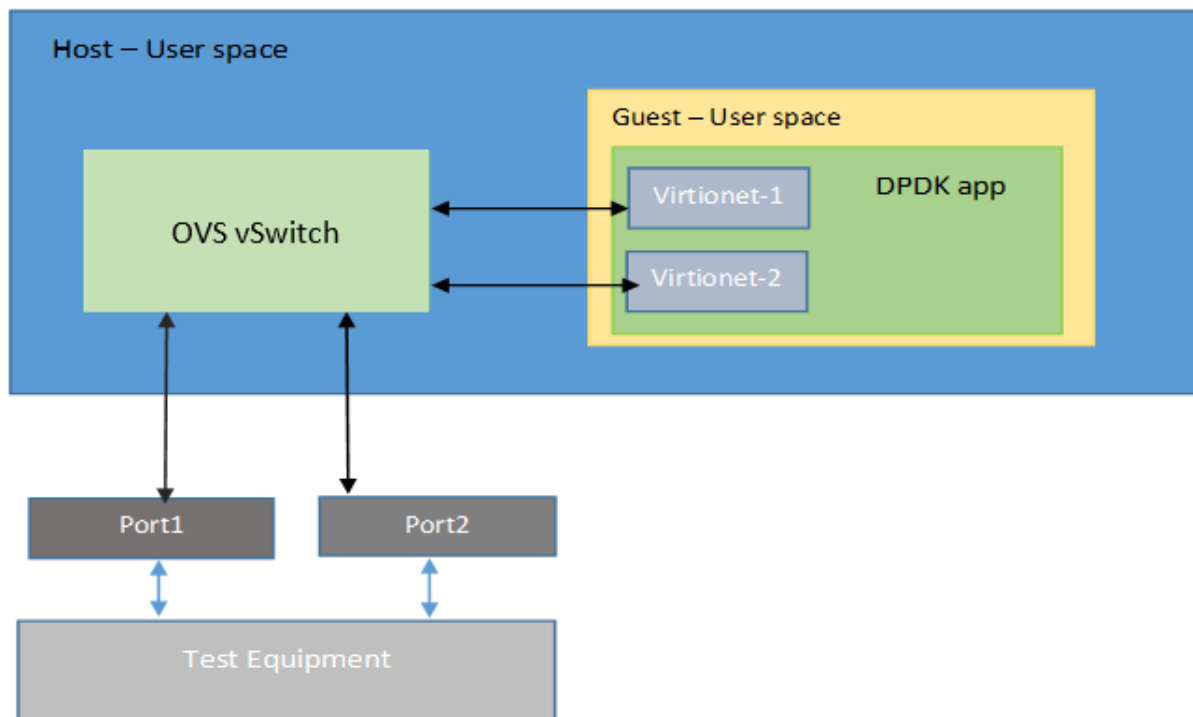 Host – User space
Guest – User space
Virtionet-1
DPDK app
OVS vSwitch
Virtionet-2
Port1
Port2
Test Equipment